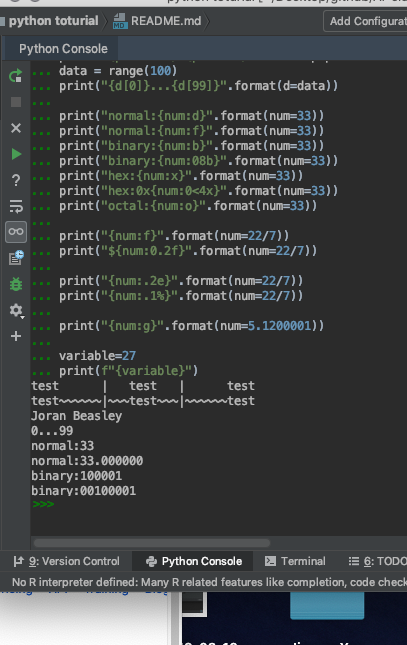 python toturial
README.md
Add Configurat
Python Console
... data = range(100)
... print("{d[0]}...{d[99]}".format(d=data))
...
... print("normal:{num:d}".format(num=33))
... print("normal:{num:f}".format(num=33))
... print("binary:{num:b}".format(num=33))
... print("binary:{num:08b}".format(num=33))
... print("hex:{num:x}".format(num=33))
... print("hex:0x{num:0<4x}".format(num=33))
... print("octal:{num:o}".format(num=33))
...
... print("{num:f}".format(num=22/7))
... print("${num:0.2f}".format(num=22/7))
...
... print("{num:.2e}".format(num=22/7))
... print("{num:.1%}".format(num=22/7))
...
... print("{num:g}".format(num=5.1200001))
...
... variable=27
... print(f"{variable}")
test      |   test   |      test
test~~~~~~|~~~test~~~|~~~~~~test
Joran Beasley
0...99
normal:33
normal:33.000000
binary:100001
binary:00100001
>>>
9: Version Control
Python Console
Terminal
6: TODO
No R interpreter defined: Many R related features like completion, code check